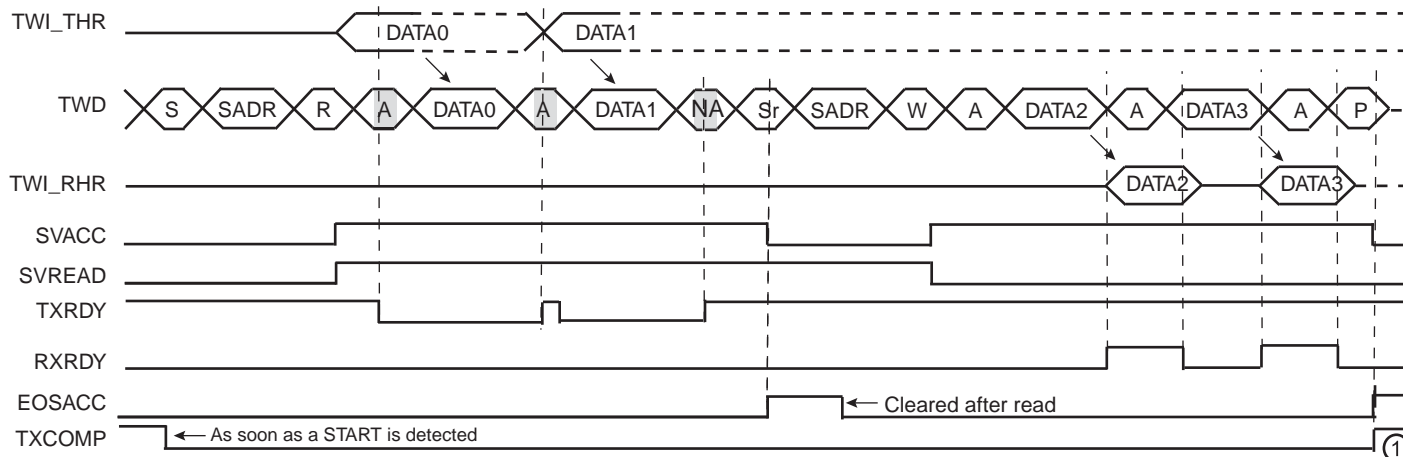 TWI_THR DATA0 DATA1
TWD S SADR R A DATA0 A DATA1 NA Sr SADR W A DATA2 A DATA3 A P
TWI_RHR DATA2 DATA3
SVACC
SVREAD
TXRDY
RXRDY
EOSACC Cleared after read
TXCOMP As soon as a START is detected 1